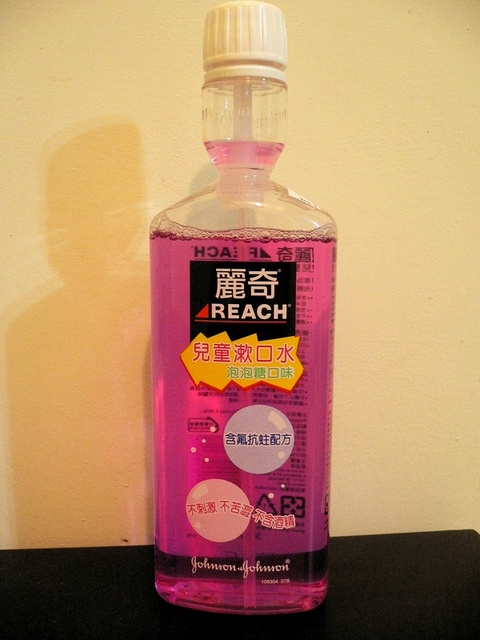 麗奇®
REACH®
兒童漱口水
泡泡糖口味
含氟抗蛀配方
不刺激 不苦澀 不含酒精
Johnson & Johnson®